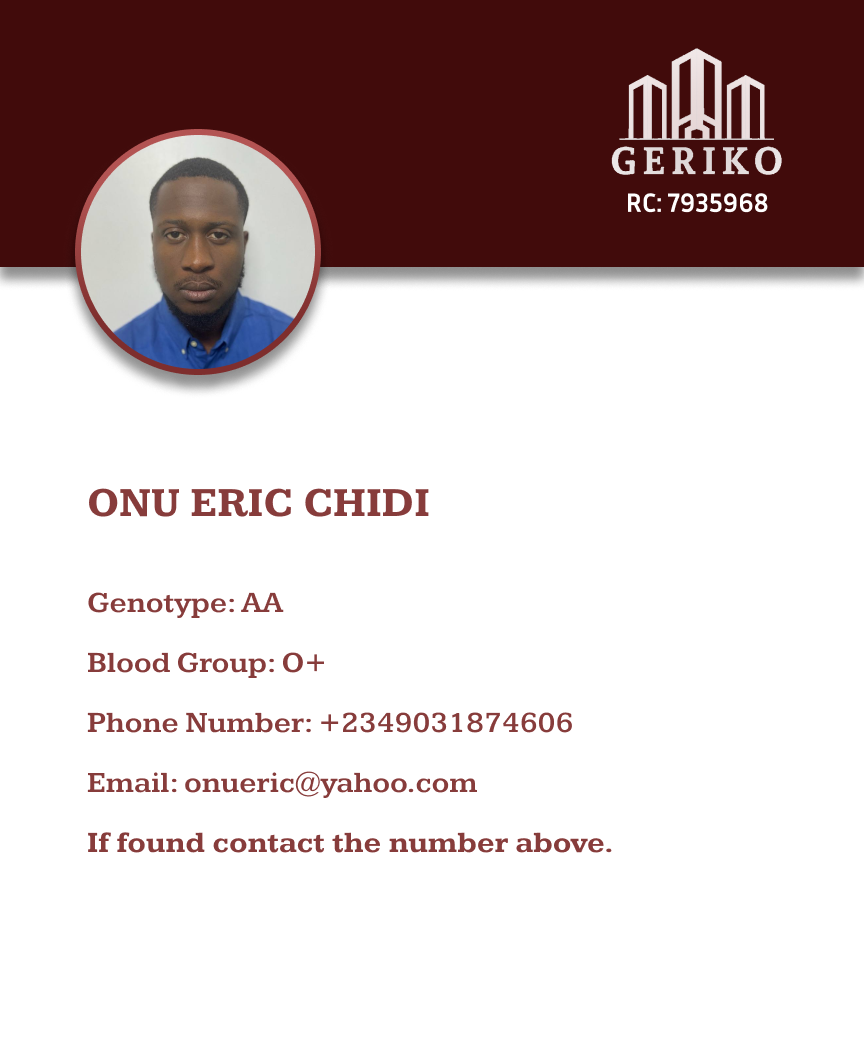 GERIKO
RC: 7935968
ONU ERIC CHIDI
Genotype: AA
Blood Group: O+
Phone Number: +2349031874606
Email: onueric@yahoo.com
If found contact the number above.